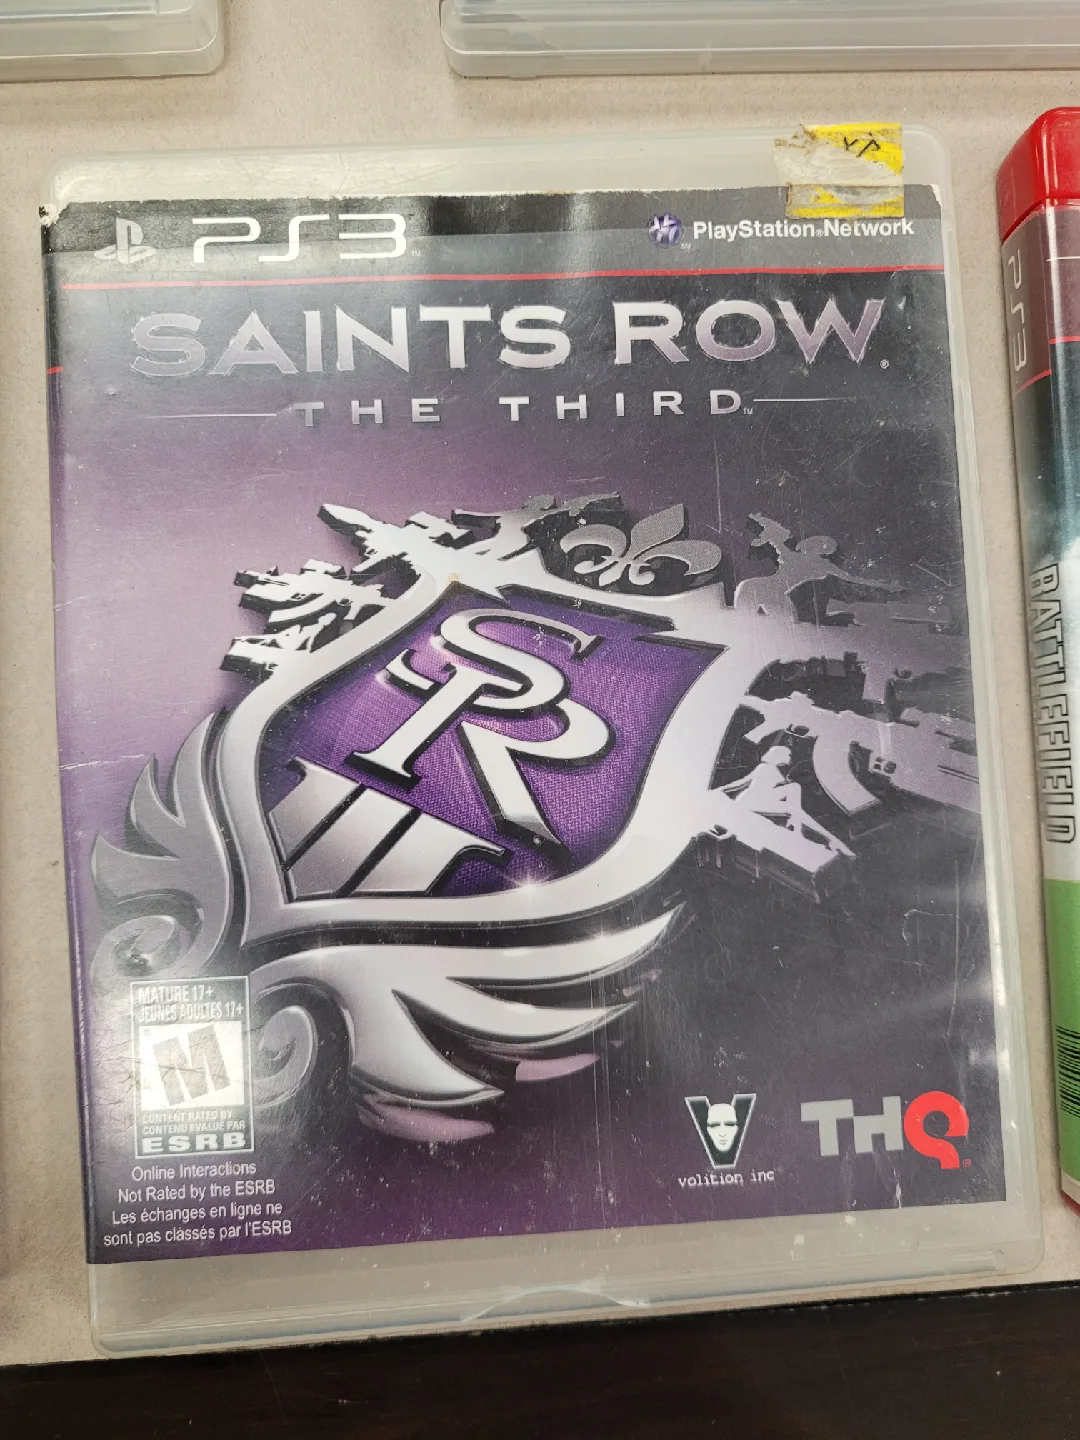 PS3
PlayStation®Network
SAINTS ROW®
THE THIRD™
SR
MATURE 17+
JEUNES ADULTES 17+
M
CONTENT RATED BY
CONTENU ÉVALUÉ PAR
ESRB
Online Interactions
Not Rated by the ESRB
Les échanges en ligne ne
sont pas classés par l'ESRB
V
volition inc
THQ
PS3
BATTLEFIELD